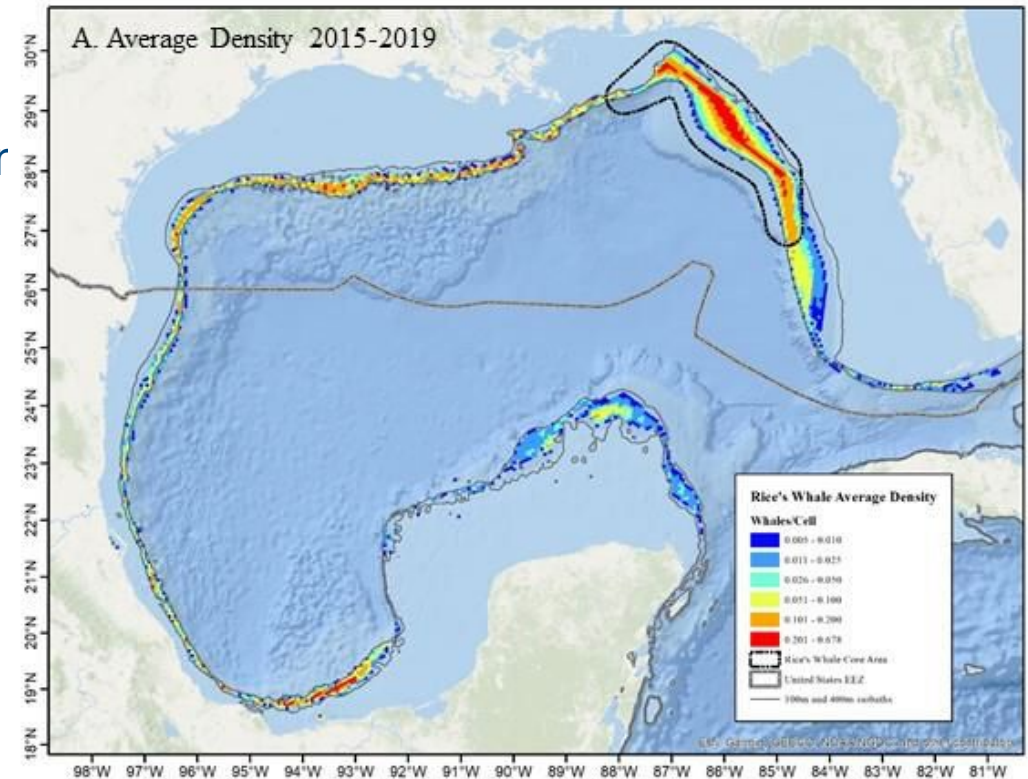 A. Average Density 2015-2019
r
30°N
29°N
28°N
27°N
26°N
25°N
24°N
23°N
22°N
21°N
20°N
19°N
18°N
Rice's Whale Average Density
Whales/Cell
0.005 - 0.010
0.011 - 0.025
0.026 - 0.050
0.051 - 0.100
0.101 - 0.200
0.201 - 0.678
Rice's Whale Core Area
United States EEZ
100m and 400m isobaths
98°W 97°W 95°W 94°W 93°W 92°W 91°W 90°W 89°W 88°W 87°W 86°W 84°W 83°W 82°W 81°W